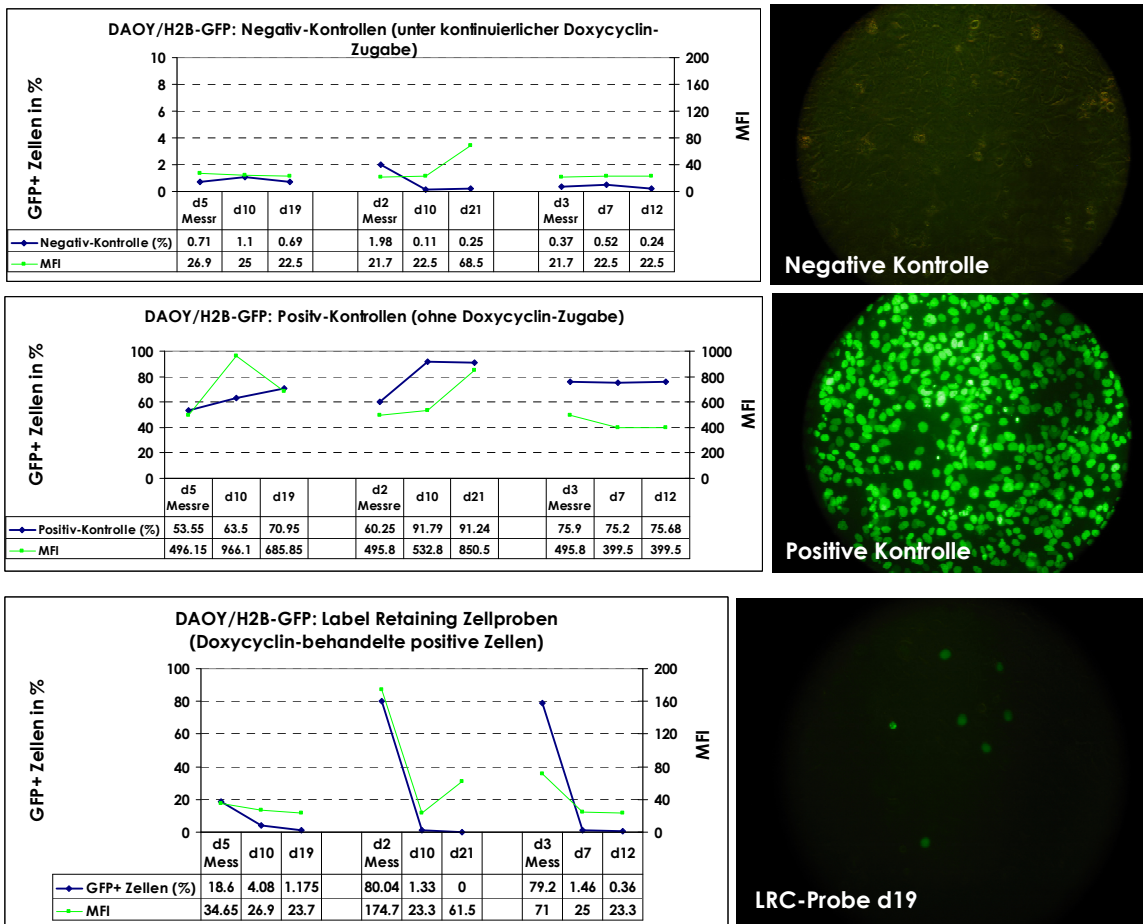 DAOY/H2B-GFP: Negativ-Kontrollen (unter kontinuierlicher Doxycyclin-
Zugabe)
GFP+ Zellen in %
10
8
6
4
2
0
200
160
120
80
40
0
MFI
d5 Messr d10 d19 d2 Messr d10 d21 d3 Messr d7 d12
Negativ-Kontrolle (%) 0.71 1.1 0.69 1.98 0.11 0.25 0.37 0.52 0.24
MFI 26.9 25 22.5 21.7 22.5 68.5 21.7 22.5 22.5
Negative Kontrolle
DAOY/H2B-GFP: Positv-Kontrollen (ohne Doxycyclin-Zugabe)
GFP+ Zellen in %
100
80
60
40
20
0
1000
800
600
400
200
0
MFI
d5 Messre d10 d19 d2 Messre d10 d21 d3 Messre d7 d12
Positiv-Kontrolle (%) 53.55 63.5 70.95 60.25 91.79 91.24 75.9 75.2 75.68
MFI 496.15 966.1 685.85 495.8 532.8 850.5 495.8 399.5 399.5
Positive Kontrolle
DAOY/H2B-GFP: Label Retaining Zellproben
(Doxycyclin-behandelte positive Zellen)
GFP+ Zellen in %
100
80
60
40
20
0
200
160
120
80
40
0
MFI
d5 Mess d10 d19 d2 Mess d10 d21 d3 Mess d7 d12
GFP+ Zellen (%) 18.6 4.08 1.175 80.04 1.33 0 79.2 1.46 0.36
MFI 34.65 26.9 23.7 174.7 23.3 61.5 71 25 23.3
LRC-Probe d19